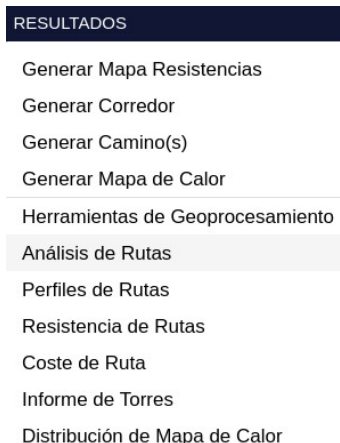 RESULTADOS
Generar Mapa Resistencias
Generar Corredor
Generar Camino(s)
Generar Mapa de Calor
Herramientas de Geoprocesamiento
Análisis de Rutas
Perfiles de Rutas
Resistencia de Rutas
Coste de Ruta
Informe de Torres
Distribución de Mapa de Calor